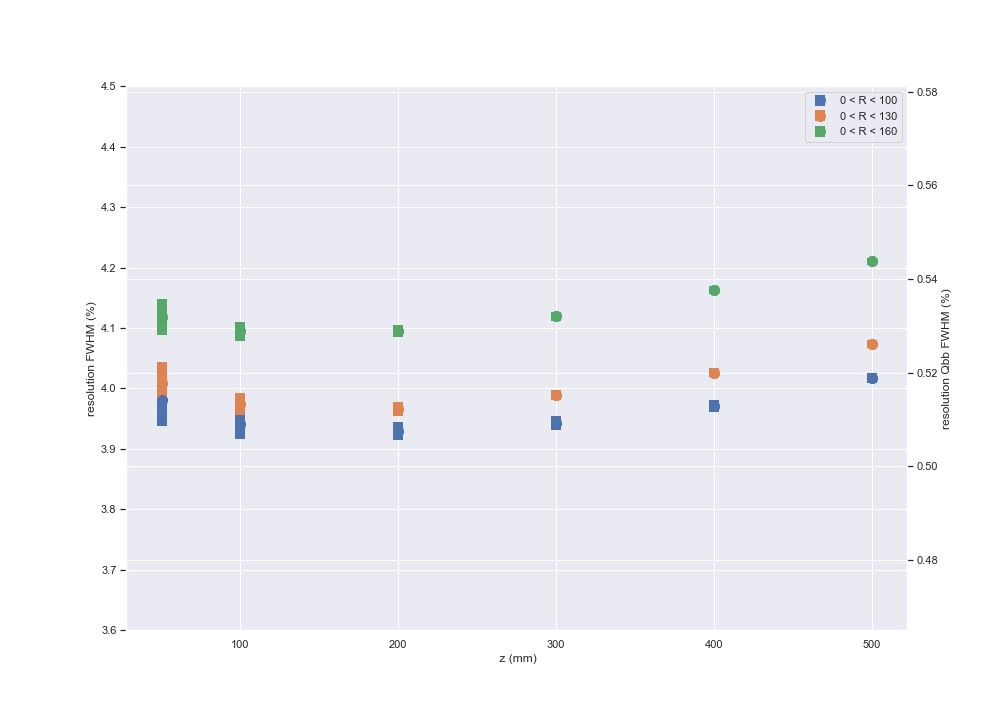 4.5
4.4
4.3
4.2
4.1
4.0
3.9
3.8
3.7
3.6
resolution FWHM (%)
0 < R < 100
0 < R < 130
0 < R < 160
0.58
0.56
0.54
0.52
0.50
0.48
resolution Qbb FWHM (%)
100 200 300 400 500
z (mm)